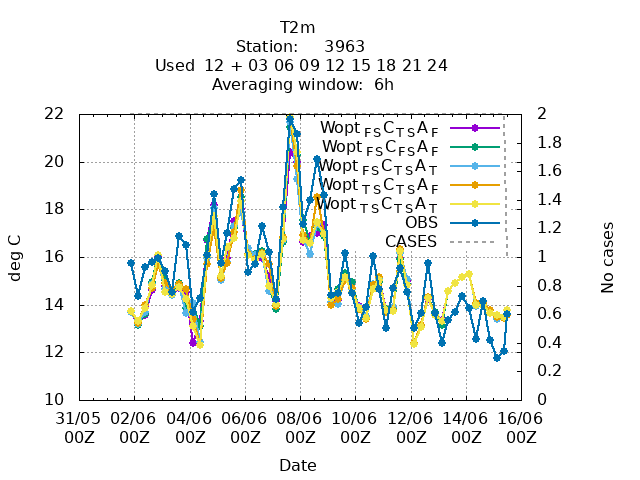 T2m
Station: 3963
Used 12 + 03 06 09 12 15 18 21 24
Averaging window: 6h
22
20
18
16
14
12
10
deg C
2
1.8
1.6
1.4
1.2
1
0.8
0.6
0.4
0.2
0
No cases
Wopt FS C TS A F
Wopt FS C FS A F
Wopt FS C TS A T
Wopt TS C TS A F
Wopt TS C TS A T
OBS
CASES
31/05 02/06 04/06 06/06 08/06 10/06 12/06 14/06 16/06
00Z 00Z 00Z 00Z 00Z 00Z 00Z 00Z 00Z
Date